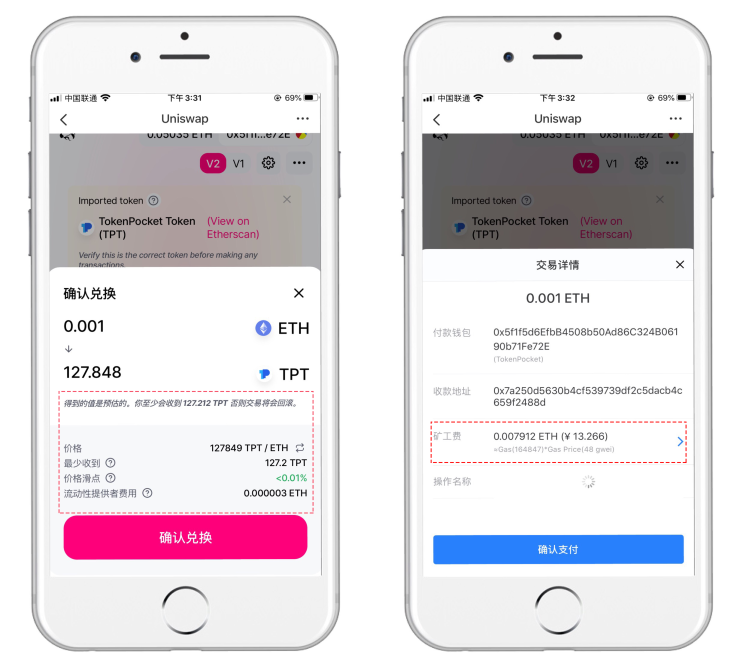 中国联通
下午3:31
69%
Uniswap
0.05035 ETH 0x5f1f...e72E
V2 V1
Imported token
TokenPocket Token (View on
(TPT) Etherscan)
Verify this is the correct token before making any
transactions.
确认兑换
0.001 ETH
127.848 TPT
得到的值是预估的。你至少会收到 127.212 TPT 否则交易将会回滚。
价格 127849 TPT / ETH
最少收到 127.2 TPT
价格滑点 <0.01%
流动性提供者费用 0.000003 ETH
确认兑换
中国联通
下午3:32
69%
Uniswap
0.05035 ETH 0x5f1f...e72E
V2 V1
Imported token
TokenPocket Token (View on
(TPT) Etherscan)
交易详情
0.001 ETH
付款钱包 0x5f1f5d6EfbB4508b50Ad86C324B061
90b71Fe72E
(TokenPocket)
收款地址 0x7a250d5630b4cf539739df2c5dacb4c
659f2488d
矿工费 0.007912 ETH (¥ 13.266)
≈Gas(164847)*Gas Price(48 gwei)
操作名称
确认支付